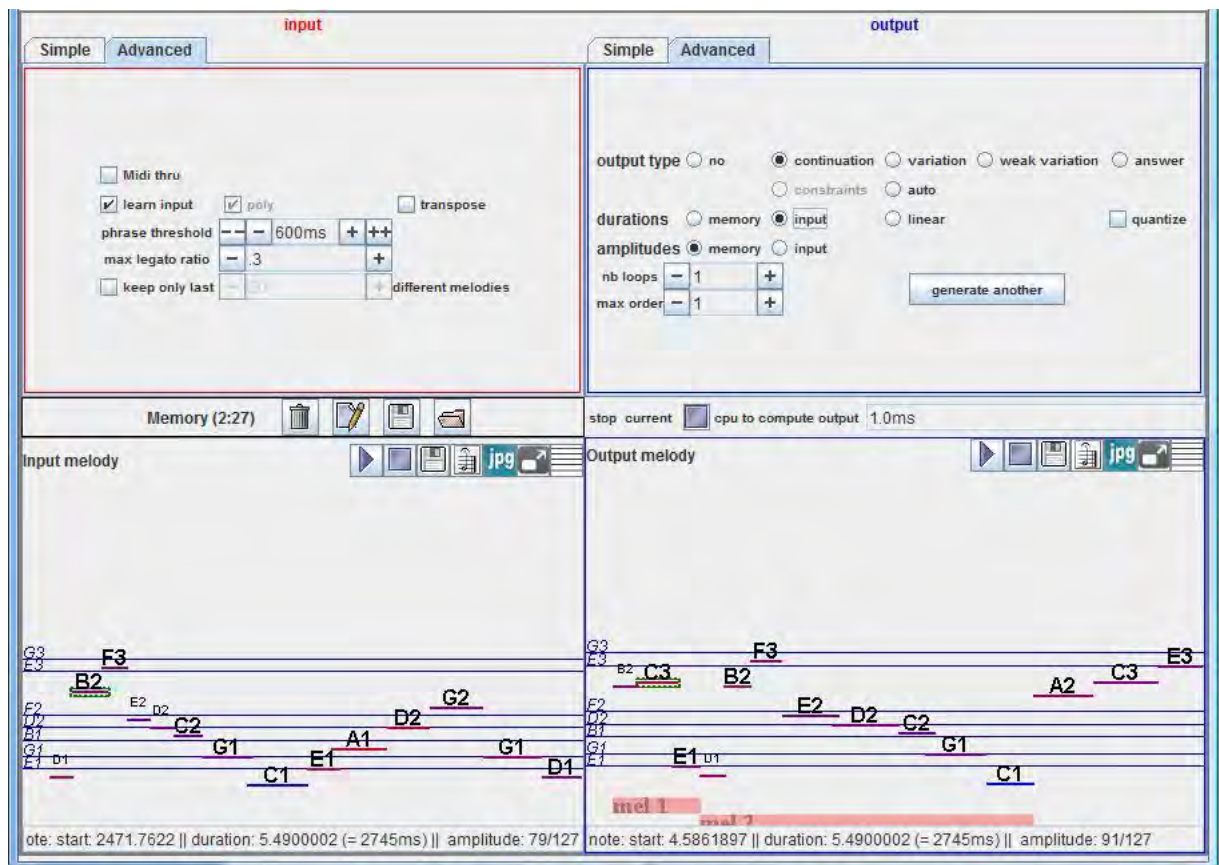 input
Simple Advanced
Midi thru
learn input poly transpose
phrase threshold -- - 600ms + ++
max legato ratio - .3 +
keep only last - + different melodies
Memory (2:27)
Input melody
jpg
G3
E3
F3
B2
E2 D2
C2
G2
D2
A1
G1
G1
E1
C1
D1
D1
F2
D2
B1
G1
E1
ote: start: 2471.7622 || duration: 5.4900002 (= 2745ms) || amplitude: 79/127
output
Simple Advanced
output type no continuation variation weak variation answer
constraints auto
durations memory input linear quantize
amplitudes memory input
nb loops - 1 +
max order - 1 +
generate another
stop current cpu to compute output 1.0ms
Output melody
jpg
G3
E3
F3
E3
B2 C3
B2
C3
A2
E2
D2
C2
G1
E1
C1
F2
D2
B1
G1
E1
mel 1
mel 2
note: start: 4.5861897 || duration: 5.4900002 (= 2745ms) || amplitude: 91/127